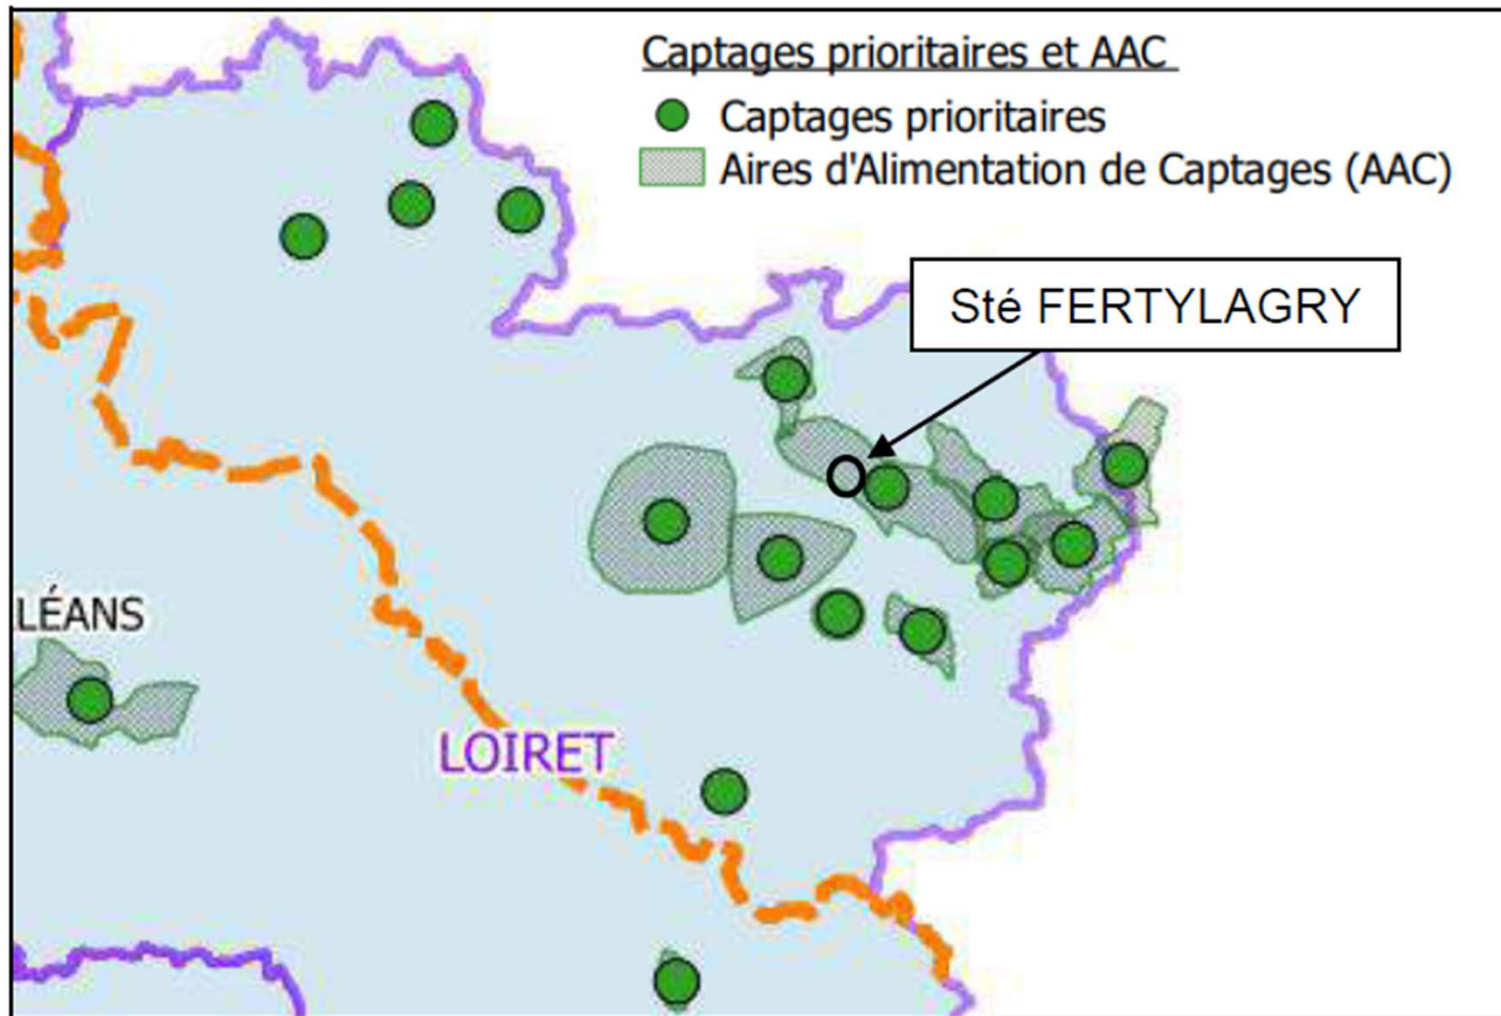 Captages prioritaires et AAC
Captages prioritaires
Aires d'Alimentation de Captages (AAC)
Sté FERTYLAGRY
LÉANS
LOIRET